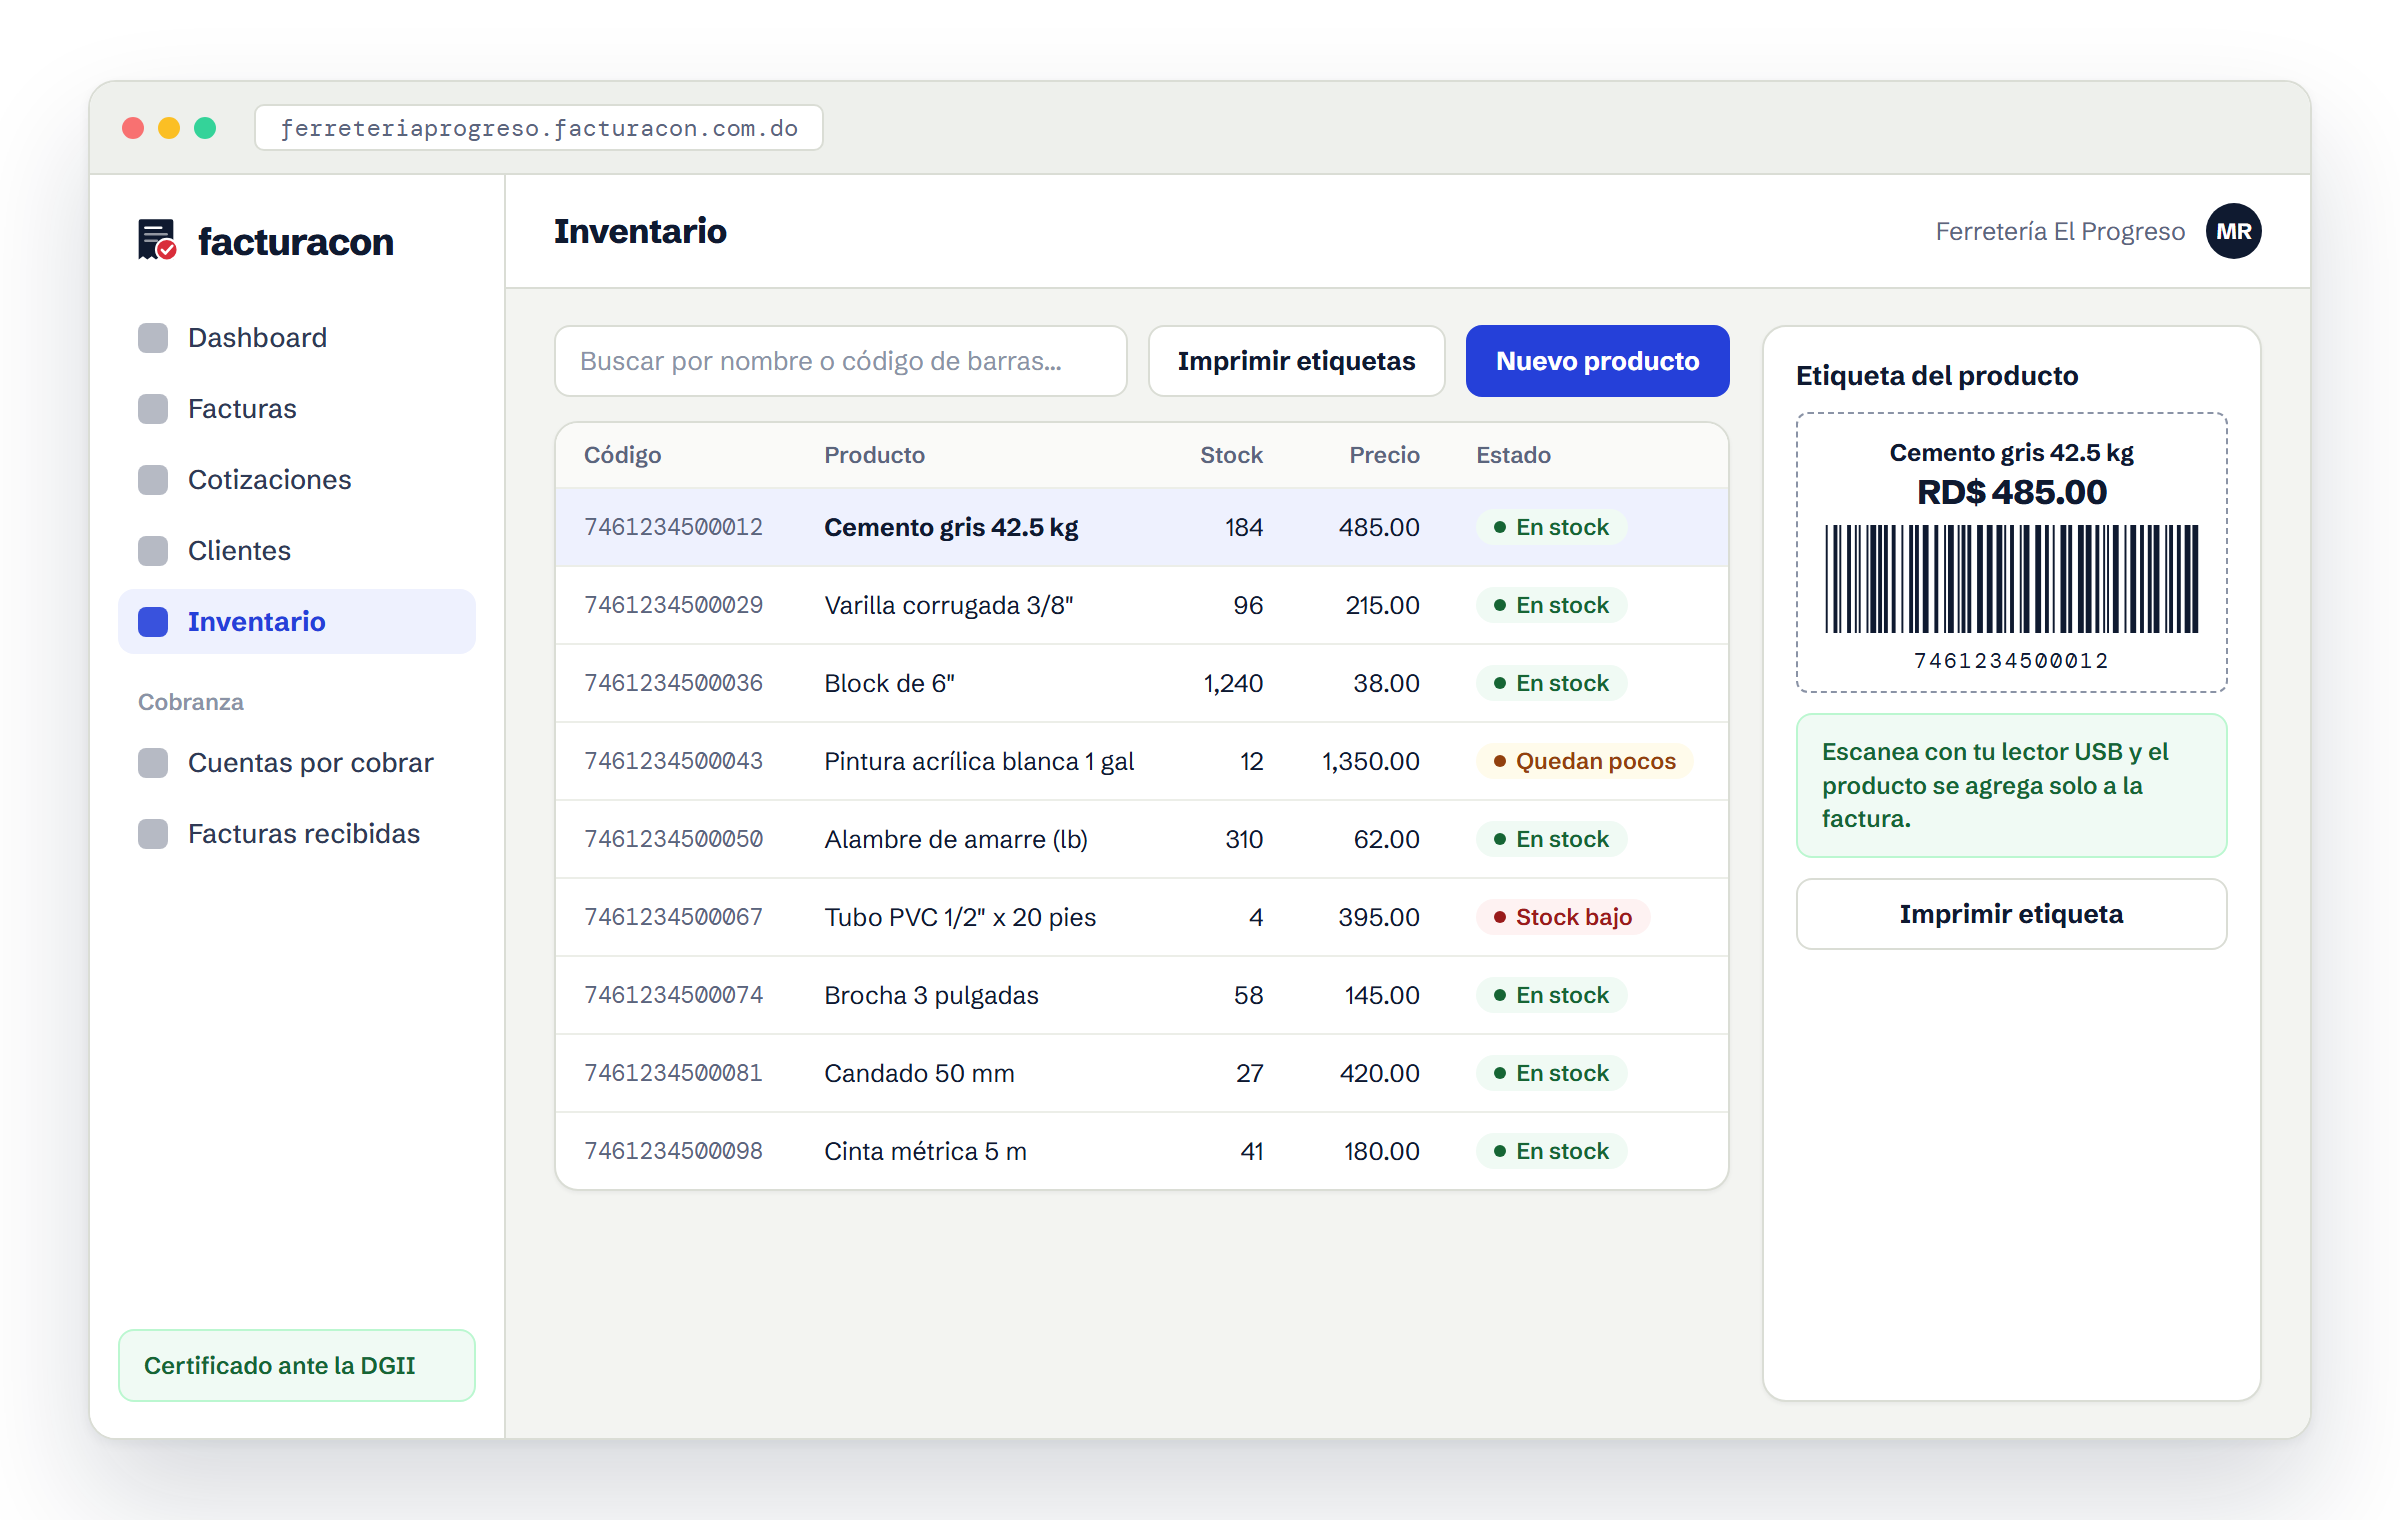 ferreteriaprogreso.facturacon.com.do
facturacon
Dashboard
Facturas
Cotizaciones
Clientes
Inventario
Cobranza
Cuentas por cobrar
Facturas recibidas
Certificado ante la DGII
Inventario
Ferretería El Progreso
MR
Buscar por nombre o código de barras...
Imprimir etiquetas
Nuevo producto
Código Producto Stock Precio Estado
7461234500012 Cemento gris 42.5 kg 184 485.00 En stock
7461234500029 Varilla corrugada 3/8" 96 215.00 En stock
7461234500036 Block de 6" 1,240 38.00 En stock
7461234500043 Pintura acrílica blanca 1 gal 12 1,350.00 Quedan pocos
7461234500050 Alambre de amarre (lb) 310 62.00 En stock
7461234500067 Tubo PVC 1/2" x 20 pies 4 395.00 Stock bajo
7461234500074 Brocha 3 pulgadas 58 145.00 En stock
7461234500081 Candado 50 mm 27 420.00 En stock
7461234500098 Cinta métrica 5 m 41 180.00 En stock
Etiqueta del producto
Cemento gris 42.5 kg
RD$ 485.00
7461234500012
Escanea con tu lector USB y el
producto se agrega solo a la
factura.
Imprimir etiqueta